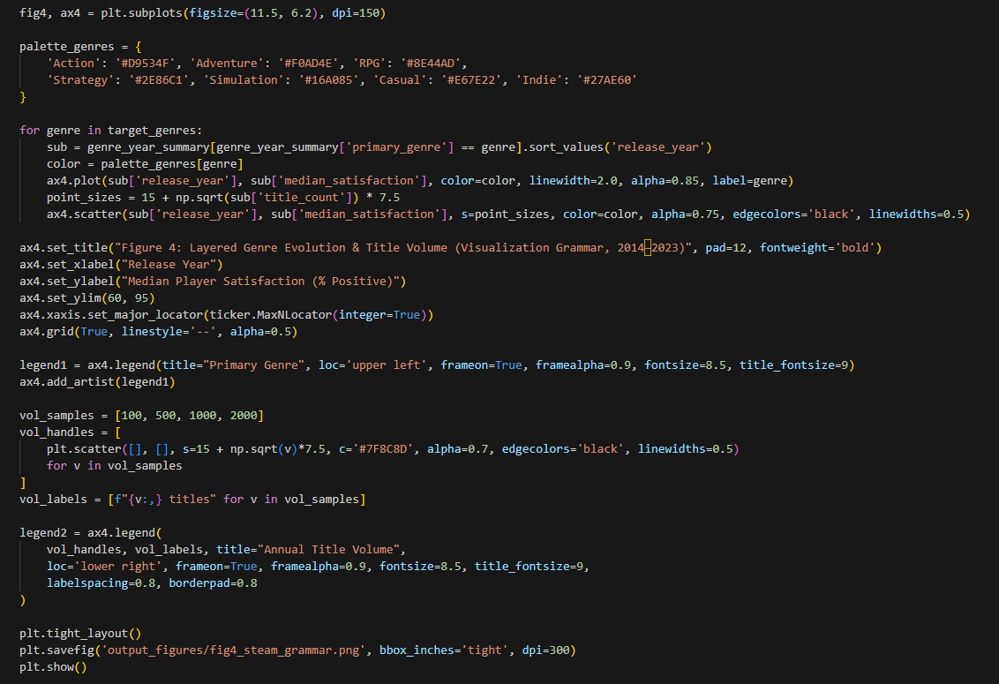 fig4, ax4 = plt.subplots(figsize=(11.5, 6.2), dpi=150)
palette_genres = {
    'Action': '#D9534F', 'Adventure': '#F0AD4E', 'RPG': '#8E44AD',
    'Strategy': '#2E86C1', 'Simulation': '#16A085', 'Casual': '#E67E22', 'Indie': '#27AE60'
}
for genre in target_genres:
    sub = genre_year_summary[genre_year_summary['primary_genre'] == genre].sort_values('release_year')
    color = palette_genres[genre]
    ax4.plot(sub['release_year'], sub['median_satisfaction'], color=color, linewidth=2.0, alpha=0.85, label=genre)
    point_sizes = 15 + np.sqrt(sub['title_count']) * 7.5
    ax4.scatter(sub['release_year'], sub['median_satisfaction'], s=point_sizes, color=color, alpha=0.75, edgecolors='black', linewidths=0.5)
ax4.set_title("Figure 4: Layered Genre Evolution & Title Volume (Visualization Grammar, 2014–2023)", pad=12, fontweight='bold')
ax4.set_xlabel("Release Year")
ax4.set_ylabel("Median Player Satisfaction (% Positive)")
ax4.set_ylim(60, 95)
ax4.xaxis.set_major_locator(ticker.MaxNLocator(integer=True))
ax4.grid(True, linestyle='--', alpha=0.5)
legend1 = ax4.legend(title="Primary Genre", loc='upper left', frameon=True, framealpha=0.9, fontsize=8.5, title_fontsize=9)
ax4.add_artist(legend1)
vol_samples = [100, 500, 1000, 2000]
vol_handles = [
    plt.scatter([], [], s=15 + np.sqrt(v)*7.5, c='#7F8C8D', alpha=0.7, edgecolors='black', linewidths=0.5)
    for v in vol_samples
]
vol_labels = [f"{v:,} titles" for v in vol_samples]
legend2 = ax4.legend(
    vol_handles, vol_labels, title="Annual Title Volume",
    loc='lower right', frameon=True, framealpha=0.9, fontsize=8.5, title_fontsize=9,
    labelspacing=0.8, borderpad=0.8
)
plt.tight_layout()
plt.savefig('output_figures/fig4_steam_grammar.png', bbox_inches='tight', dpi=300)
plt.show()